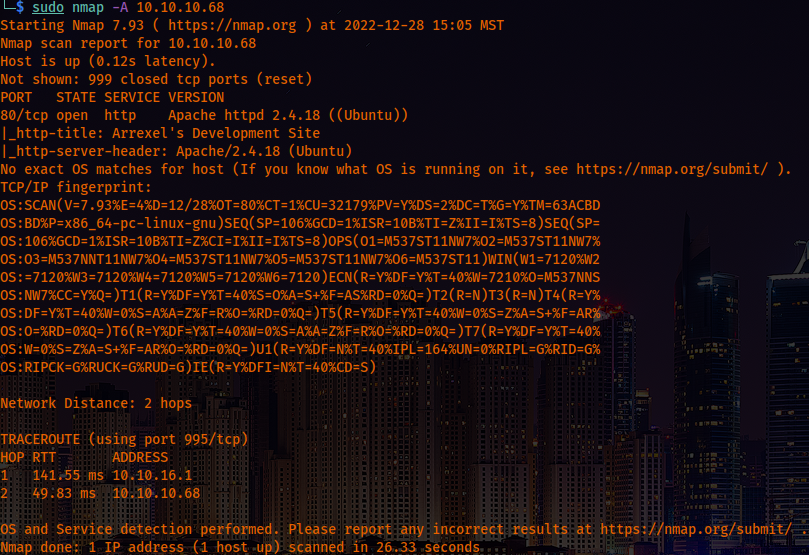 └─$ sudo nmap -A 10.10.10.68
Starting Nmap 7.93 ( https://nmap.org ) at 2022-12-28 15:05 MST
Nmap scan report for 10.10.10.68
Host is up (0.12s latency).
Not shown: 999 closed tcp ports (reset)
PORT   STATE SERVICE VERSION
80/tcp open  http    Apache httpd 2.4.18 ((Ubuntu))
|_http-title: Arrexel's Development Site
|_http-server-header: Apache/2.4.18 (Ubuntu)
No exact OS matches for host (If you know what OS is running on it, see https://nmap.org/submit/ ).
TCP/IP fingerprint:
OS:SCAN(V=7.93%E=4%D=12/28%OT=80%CT=1%CU=32179%PV=Y%DS=2%DC=T%G=Y%TM=63ACBD
OS:BD%P=x86_64-pc-linux-gnu)SEQ(SP=106%GCD=1%ISR=10B%TI=Z%II=I%TS=8)SEQ(SP=
OS:106%GCD=1%ISR=10B%TI=Z%CI=I%II=I%TS=8)OPS(O1=M537ST11NW7%O2=M537ST11NW7%
OS:O3=M537NNT11NW7%O4=M537ST11NW7%O5=M537ST11NW7%O6=M537ST11)WIN(W1=7120%W2
OS:=7120%W3=7120%W4=7120%W5=7120%W6=7120)ECN(R=Y%DF=Y%T=40%W=7210%O=M537NNS
OS:NW7%CC=Y%Q=)T1(R=Y%DF=Y%T=40%S=O%A=S+%F=AS%RD=0%Q=)T2(R=N)T3(R=N)T4(R=Y%
OS:DF=Y%T=40%W=0%S=A%A=Z%F=R%O=%RD=0%Q=)T5(R=Y%DF=Y%T=40%W=0%S=Z%A=S+%F=AR%
OS:O=%RD=0%Q=)T6(R=Y%DF=Y%T=40%W=0%S=A%A=Z%F=R%O=%RD=0%Q=)T7(R=Y%DF=Y%T=40%
OS:W=0%S=Z%A=S+%F=AR%O=%RD=0%Q=)U1(R=Y%DF=N%T=40%IPL=164%UN=0%RIPL=G%RID=G%
OS:RIPCK=G%RUCK=G%RUD=G)IE(R=Y%DFI=N%T=40%CD=S)
Network Distance: 2 hops
TRACEROUTE (using port 995/tcp)
HOP RTT       ADDRESS
1   141.55 ms 10.10.16.1
2   49.83 ms  10.10.10.68
OS and Service detection performed. Please report any incorrect results at https://nmap.org/submit/ .
Nmap done: 1 IP address (1 host up) scanned in 26.33 seconds